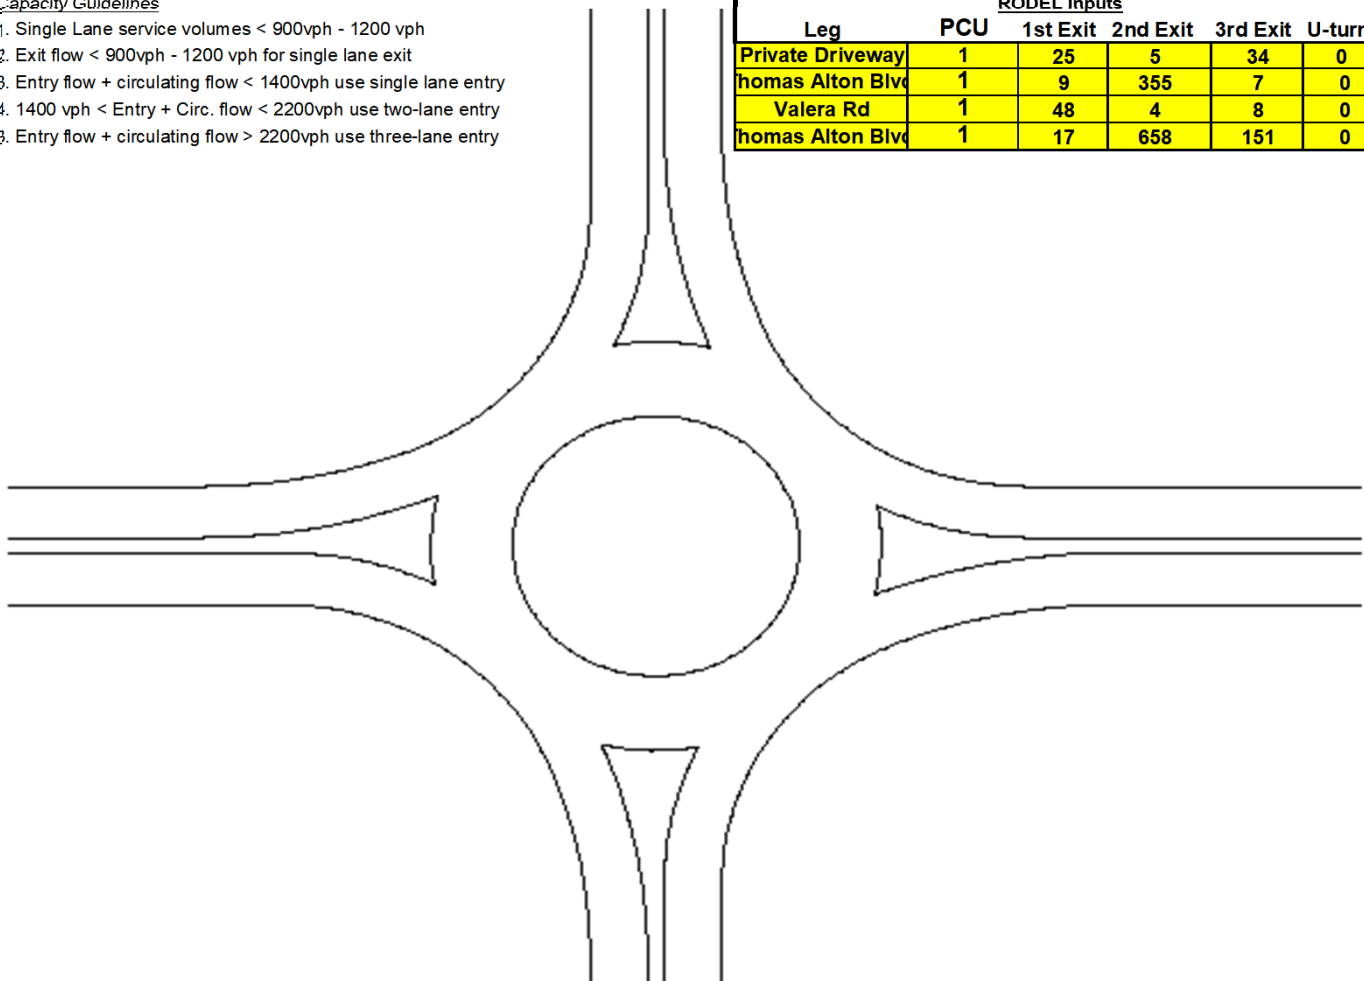 Capacity Guidelines
1. Single Lane service volumes < 900vph - 1200 vph
2. Exit flow < 900vph - 1200 vph for single lane exit
3. Entry flow + circulating flow < 1400vph use single lane entry
4. 1400 vph < Entry + Circ. flow < 2200vph use two-lane entry
Entry flow + circulating flow > 2200vph use three-lane entry
RODEL Inputs
Leg PCU 1st Exit 2nd Exit 3rd Exit U-turn
Private Driveway 1 25 5 34 0
homas Alton Blvd 1 9 355 7 0
Valera Rd 1 48 4 8 0
homas Alton Blvd 1 17 658 151 0